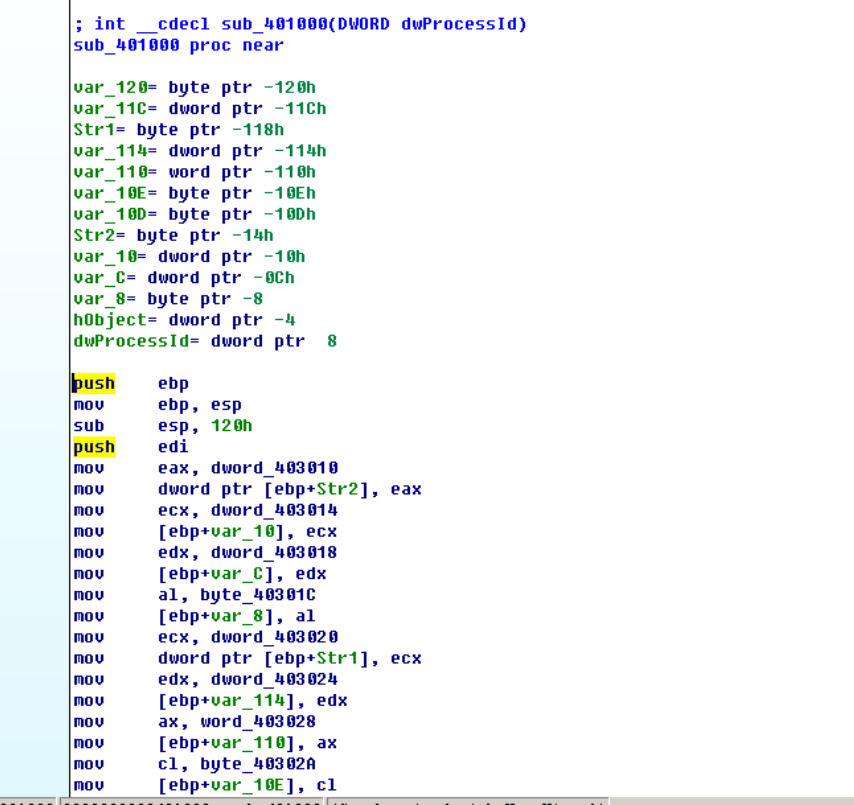 ; int __cdecl sub_401000(DWORD dwProcessId)
sub_401000 proc near
var_120= byte ptr -120h
var_11C= dword ptr -11Ch
Str1= byte ptr -118h
var_114= dword ptr -114h
var_110= word ptr -110h
var_10E= byte ptr -10Eh
var_10D= byte ptr -10Dh
Str2= byte ptr -14h
var_10= dword ptr -10h
var_C= dword ptr -0Ch
var_8= byte ptr -8
hObject= dword ptr -4
dwProcessId= dword ptr  8
push ebp
mov ebp, esp
sub esp, 120h
push edi
mov eax, dword_403010
mov dword ptr [ebp+Str2], eax
mov ecx, dword_403014
mov [ebp+var_10], ecx
mov edx, dword_403018
mov [ebp+var_C], edx
mov al, byte_40301C
mov [ebp+var_8], al
mov ecx, dword_403020
mov dword ptr [ebp+Str1], ecx
mov edx, dword_403024
mov [ebp+var_114], edx
mov ax, word_403028
mov [ebp+var_110], ax
mov cl, byte_40302A
mov [ebp+var_10E], cl